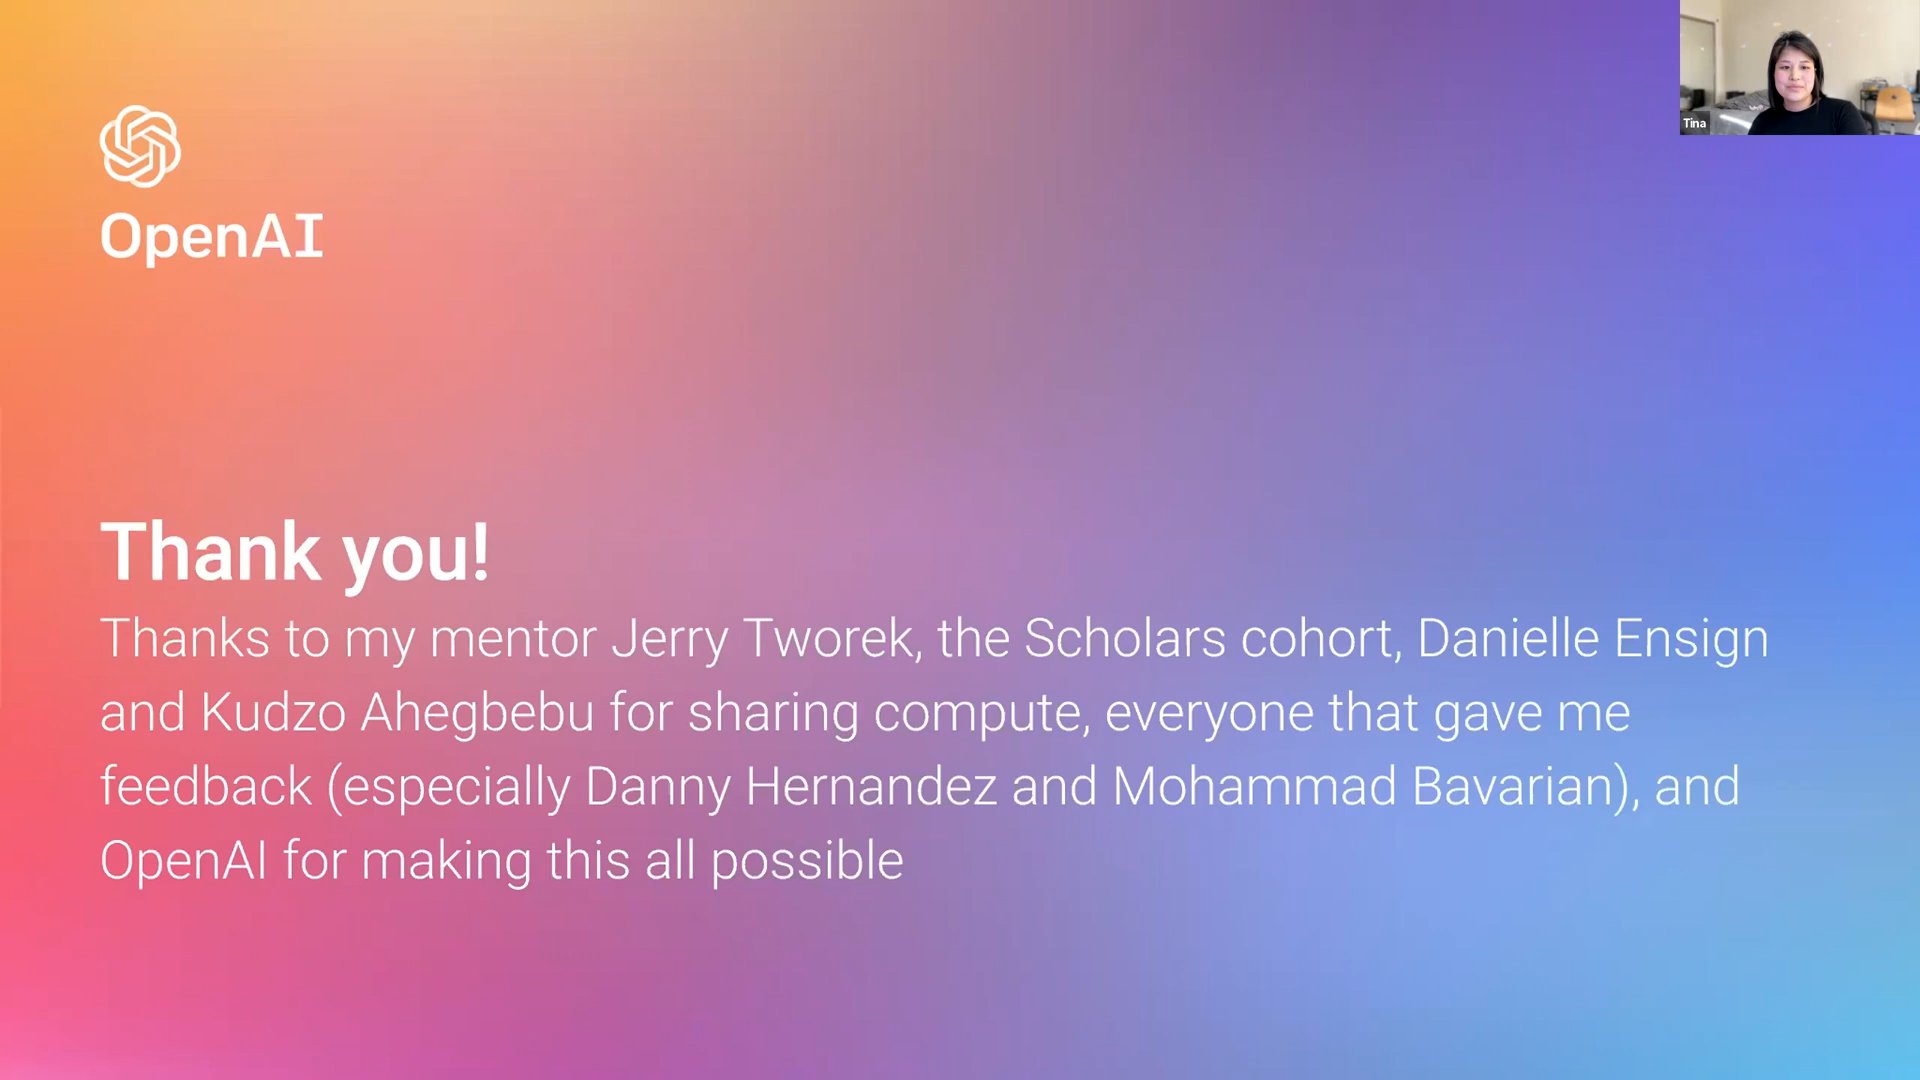 Tina
OpenAI
Thank you!
Thanks to my mentor Jerry Tworek, the Scholars cohort, Danielle Ensign
and Kudzo Ahegbebu for sharing compute, everyone that gave me
feedback (especially Danny Hernandez and Mohammad Bavarian), and
OpenAI for making this all possible